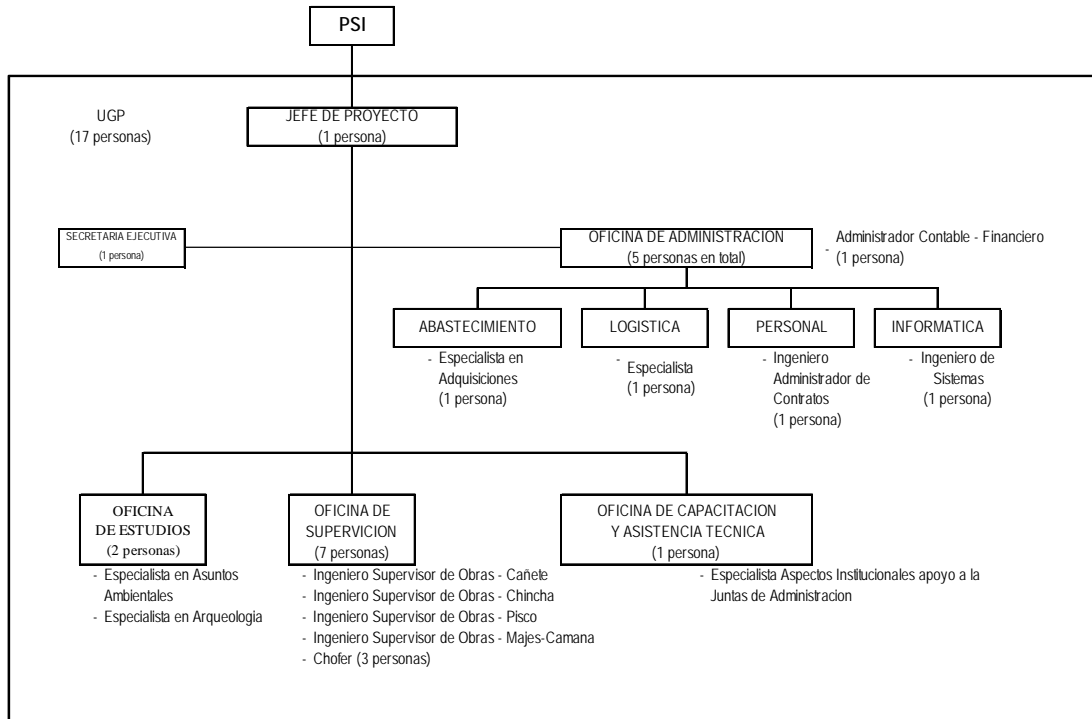 PSI
UGP
(17 personas)
JEFE DE PROYECTO
(1 persona)
SECRETARIA EJECUTIVA
(1 persona)
OFICINA DE ADMINISTRACION
(5 personas en total)
- Administrador Contable - Financiero
(1 persona)
ABASTECIMIENTO
- Especialista en
Adquisiciones
(1 persona)
LOGISTICA
- Especialista
(1 persona)
PERSONAL
- Ingeniero
Administrador de
Contratos
(1 persona)
INFORMATICA
- Ingeniero de
Sistemas
(1 persona)
OFICINA
DE ESTUDIOS
(2 personas)
- Especialista en Asuntos
Ambientales
- Especialista en Arqueologia
OFICINA DE
SUPERVICION
(7 personas)
- Ingeniero Supervisor de Obras - Cañete
- Ingeniero Supervisor de Obras - Chincha
- Ingeniero Supervisor de Obras - Pisco
- Ingeniero Supervisor de Obras - Majes-Camana
- Chofer (3 personas)
OFICINA DE CAPACITACION
Y ASISTENCIA TECNICA
(1 persona)
- Especialista Aspectos Institucionales apoyo a la
Juntas de Administracion